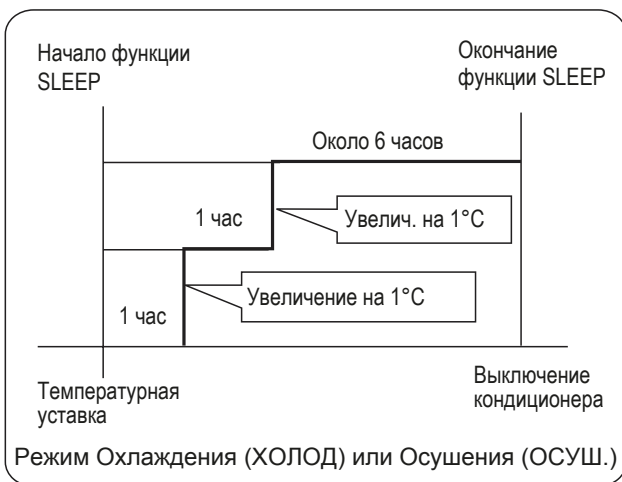 Начало функции
SLEEP
Окончание
функции SLEEP
Около 6 часов
1 час
Увелич. на 1°C
1 час
Увеличение на 1°C
Температурная
уставка
Выключение
кондиционера
Режим Охлаждения (ХОЛОД) или Осушения (ОСУШ.)